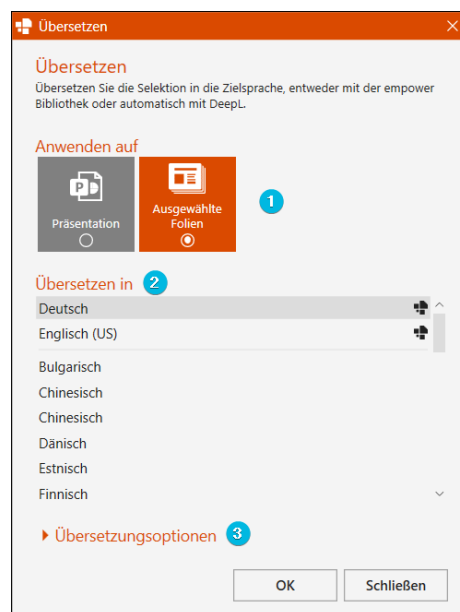 Übersetzen
Übersetzen
Übersetzen Sie die Selektion in die Zielsprache, entweder mit der empower
Bibliothek oder automatisch mit DeepL.
Anwenden auf
P
Präsentation
Ausgewählte
Folien
1
Übersetzen in 2
Deutsch
Englisch (US)
Bulgarisch
Chinesisch
Chinesisch
Dänisch
Estnisch
Finnisch
Übersetzungsoptionen 3
OK Schließen